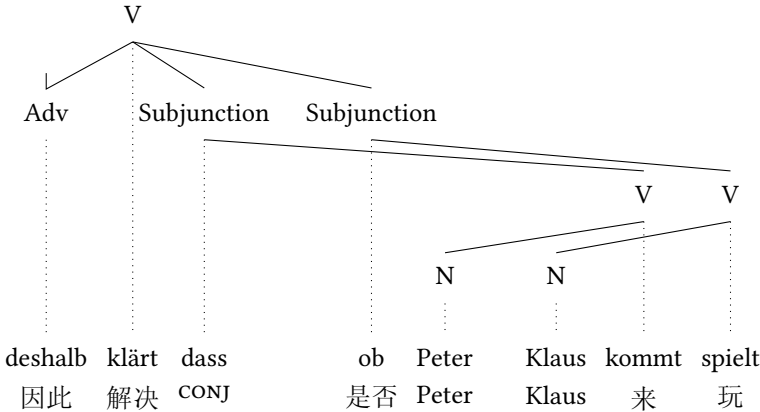 V
Adv Subjunction Subjunction
V V
N N
deshalb klärt dass ob Peter Klaus kommt spielt
因此 解决 CONJ 是否 Peter Klaus 来 玩